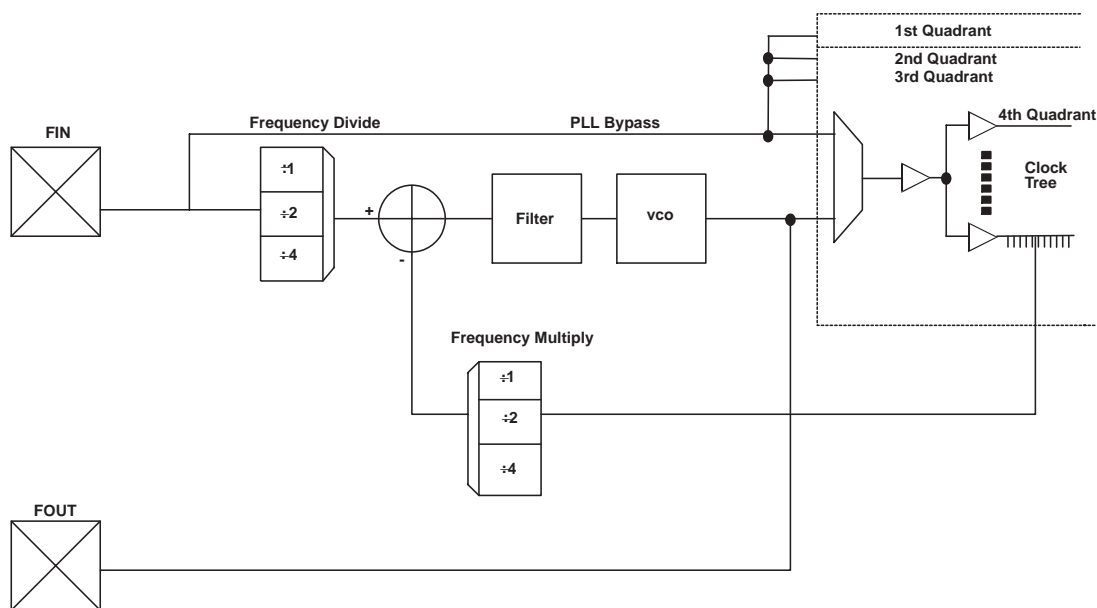 1st Quadrant
2nd Quadrant
3rd Quadrant
4th Quadrant
FIN
Frequency Divide
PLL Bypass
÷1
÷2
÷4
+
-
Filter
vco
Clock
Tree
Frequency Multiply
÷1
÷2
÷4
FOUT